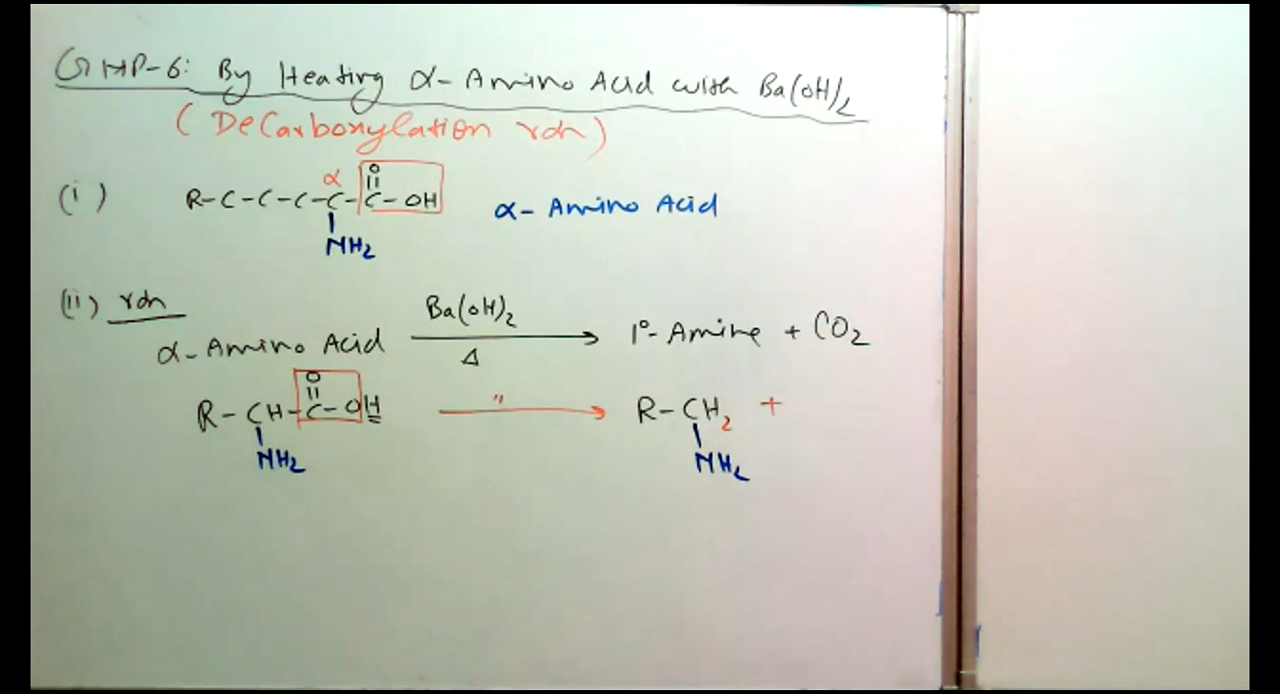 GMP-6: By Heating α-Amino Acid with Ba(OH)2
(Decarboxylation rxn)
(i) R-C-C-C-C-C-OH α-Amino Acid
α
O
NH2
(ii) rxn
α-Amino Acid Ba(OH)2 Δ 1°-Amine + CO2
O
R-CH-C-OH " R-CH2 +
NH2 NH2